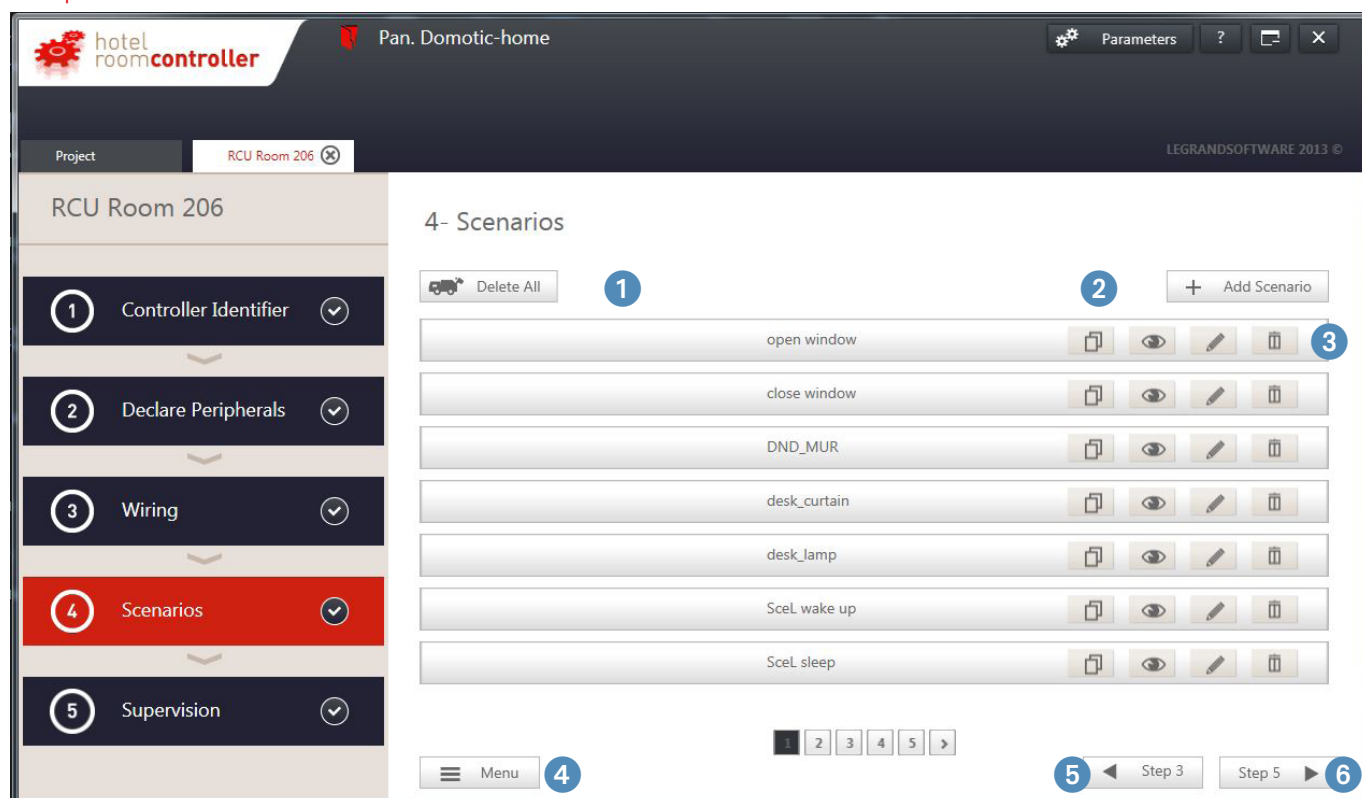 hotel
roomcontroller
Pan. Domotic-home
Parameters
?
Project
RCU Room 206
LEGRANDSOFTWARE 2013 ©
RCU Room 206
1 Controller Identifier
2 Declare Peripherals
3 Wiring
4 Scenarios
5 Supervision
4- Scenarios
Delete All 1 2 + Add Scenario
open window 3
close window
DND_MUR
desk_curtain
desk_lamp
SceL wake up
SceL sleep
1 2 3 4 5 >
Menu 4 5 Step 3 Step 5 6